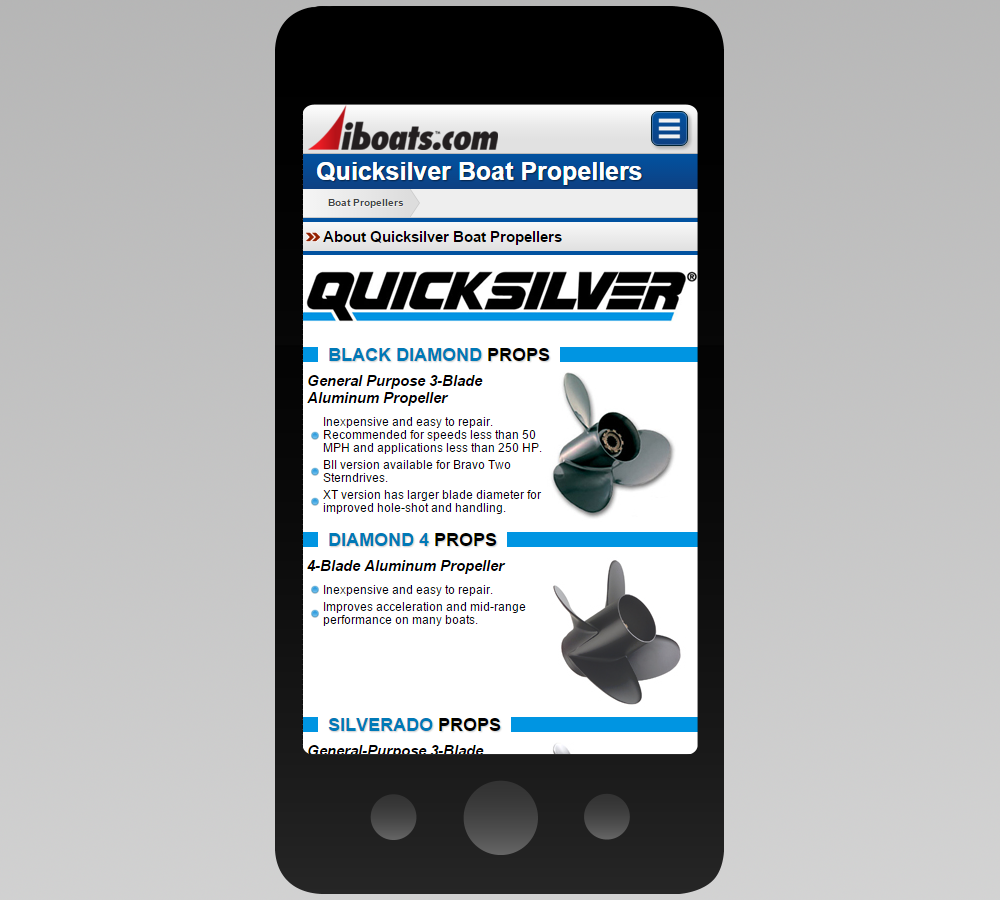 iboats.com™
Quicksilver Boat Propellers
Boat Propellers
About Quicksilver Boat Propellers
QUICKSILVER®
BLACK DIAMOND PROPS
General Purpose 3-Blade
Aluminum Propeller
Inexpensive and easy to repair.
Recommended for speeds less than 50
MPH and applications less than 250 HP.
BII version available for Bravo Two
Sterndrives.
XT version has larger blade diameter for
improved hole-shot and handling.
DIAMOND 4 PROPS
4-Blade Aluminum Propeller
Inexpensive and easy to repair.
Improves acceleration and mid-range
performance on many boats.
SILVERADO PROPS
General-Purpose 3-Blade